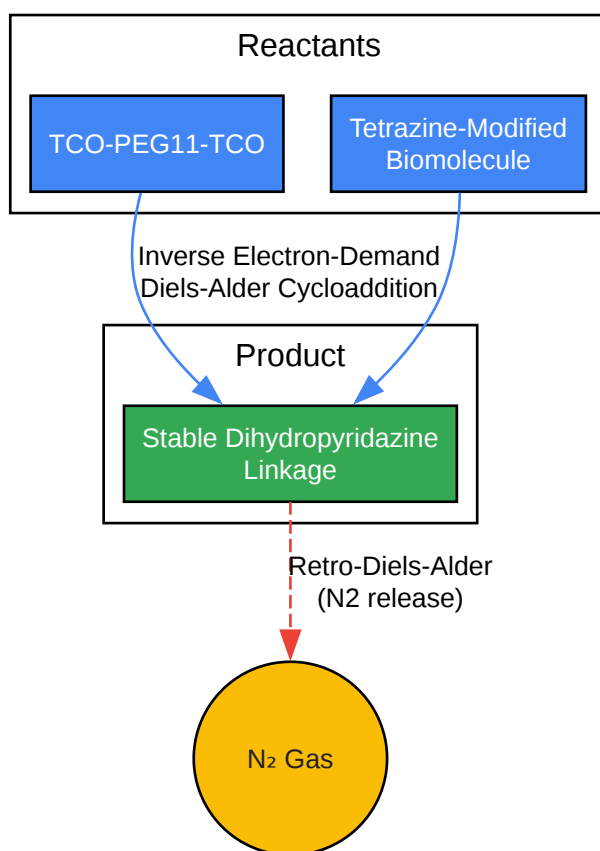 Reactants
TCO-PEG11-TCO
Tetrazine-Modified
Biomolecule
Inverse Electron-Demand
Diels-Alder Cycloaddition
Product
Stable Dihydropyridazine
Linkage
Retro-Diels-Alder
(N2 release)
N₂ Gas